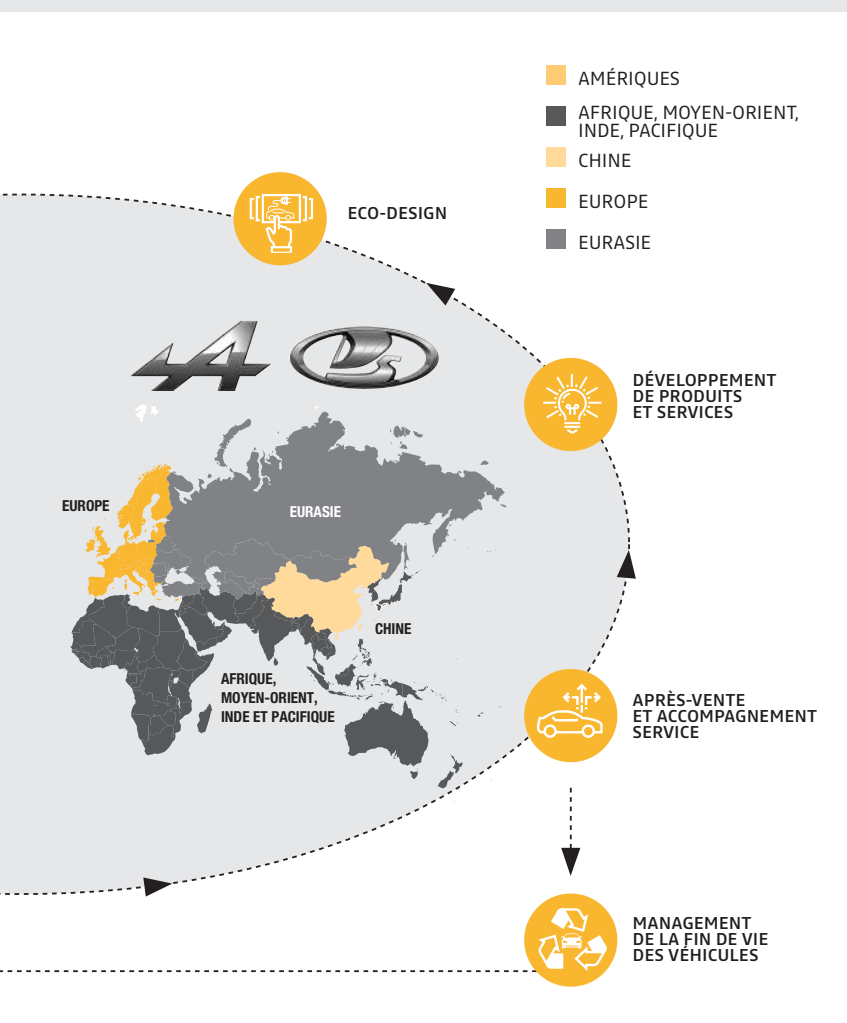 AMÉRIQUES
AFRIQUE, MOYEN-ORIENT,
INDE, PACIFIQUE
CHINE
EUROPE
EURASIE
ECO-DESIGN
DÉVELOPPEMENT
DE PRODUITS
ET SERVICES
EUROPE
EURASIE
CHINE
AFRIQUE,
MOYEN-ORIENT,
INDE ET PACIFIQUE
APRÈS-VENTE
ET ACCOMPAGNEMENT
SERVICE
MANAGEMENT
DE LA FIN DE VIE
DES VÉHICULES